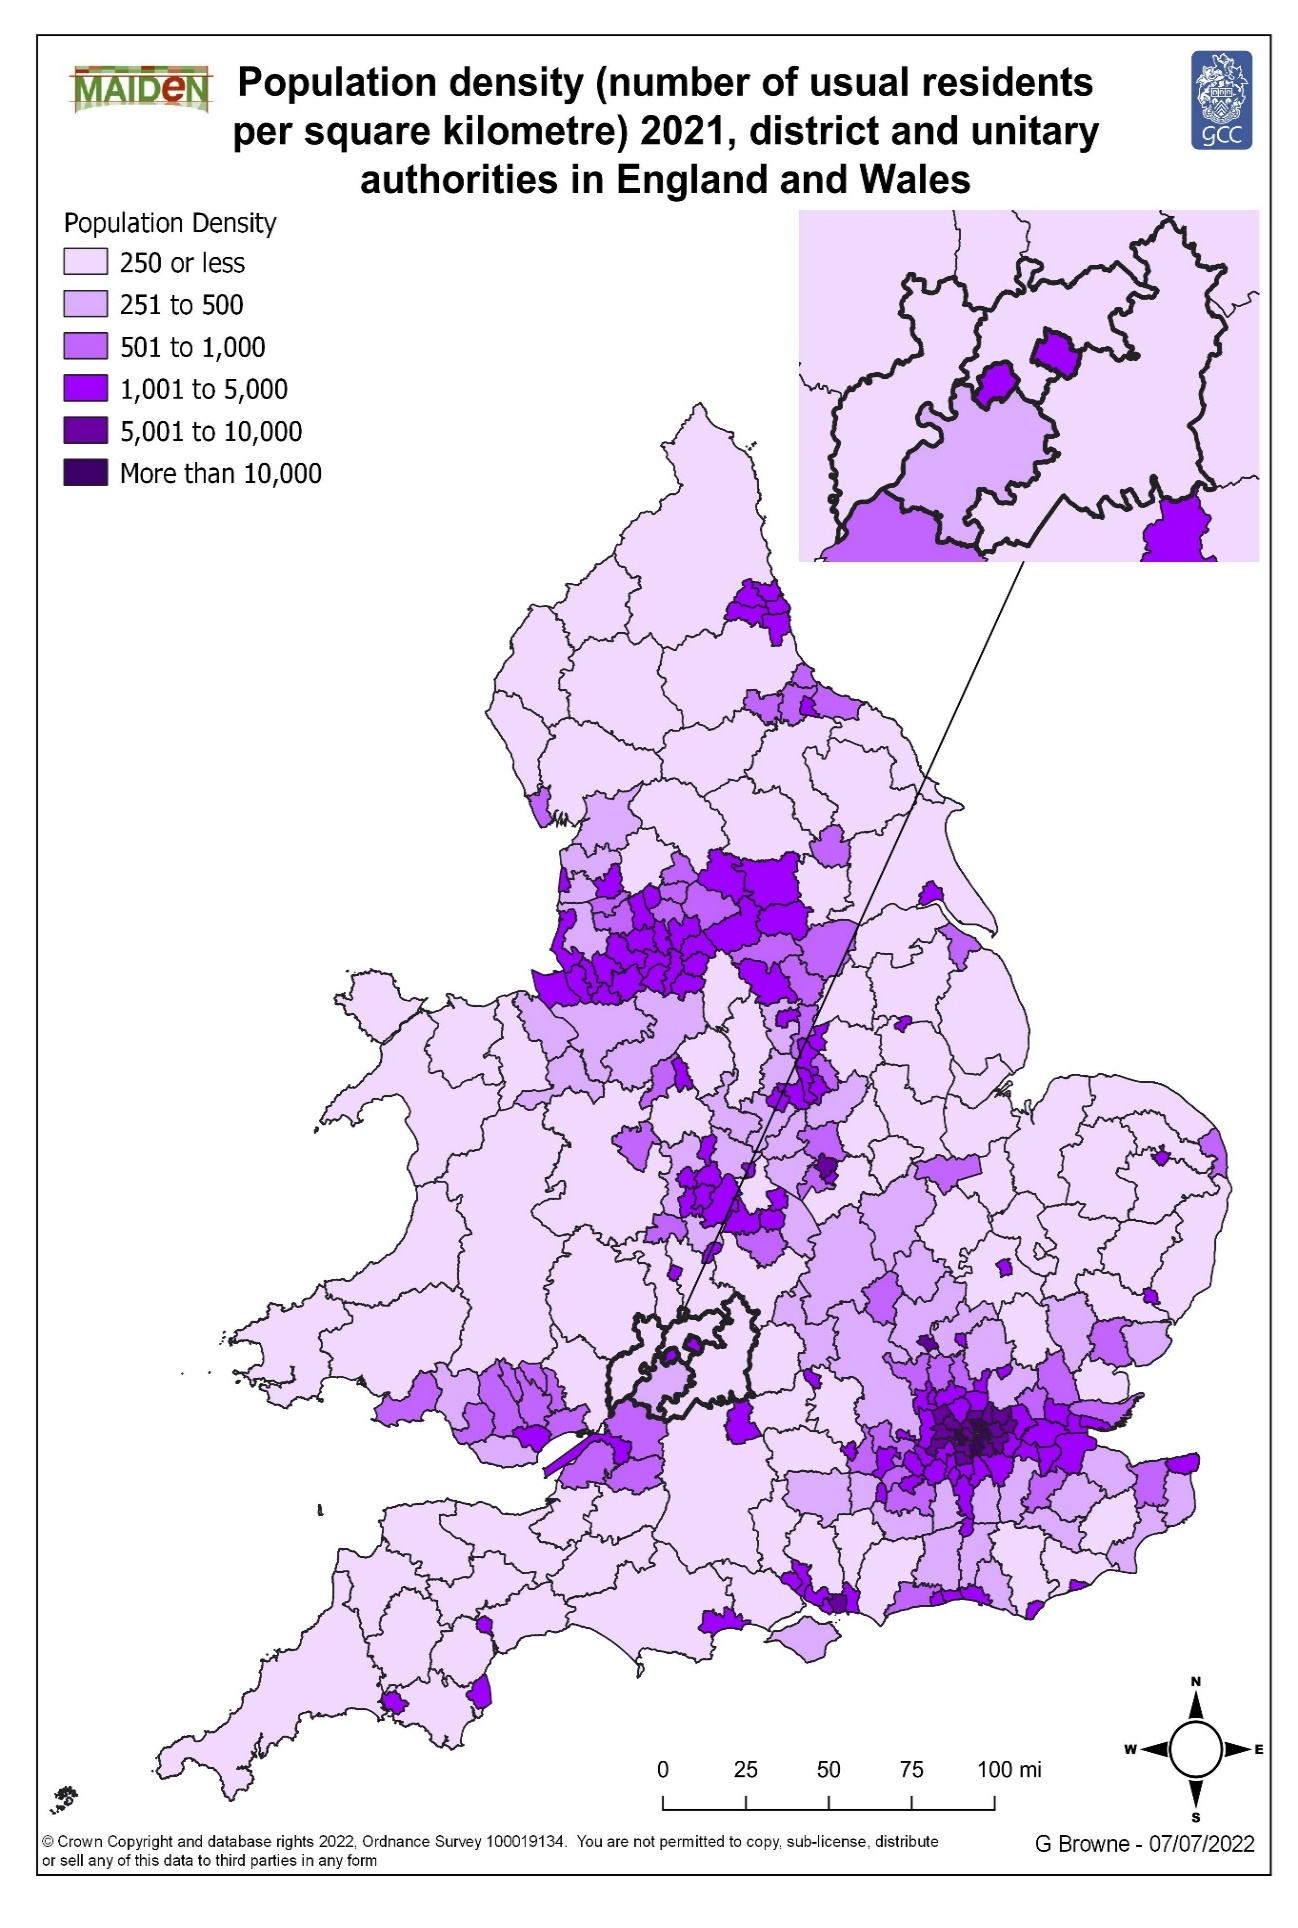 MAIDeN
Population density (number of usual residents
per square kilometre) 2021, district and unitary
authorities in England and Wales
GCC
Population Density
250 or less
251 to 500
501 to 1,000
1,001 to 5,000
5,001 to 10,000
More than 10,000
N
W E
S
0 25 50 75 100 mi
© Crown Copyright and database rights 2022, Ordnance Survey 100019134. You are not permitted to copy, sub-license, distribute
or sell any of this data to third parties in any form
G Browne - 07/07/2022